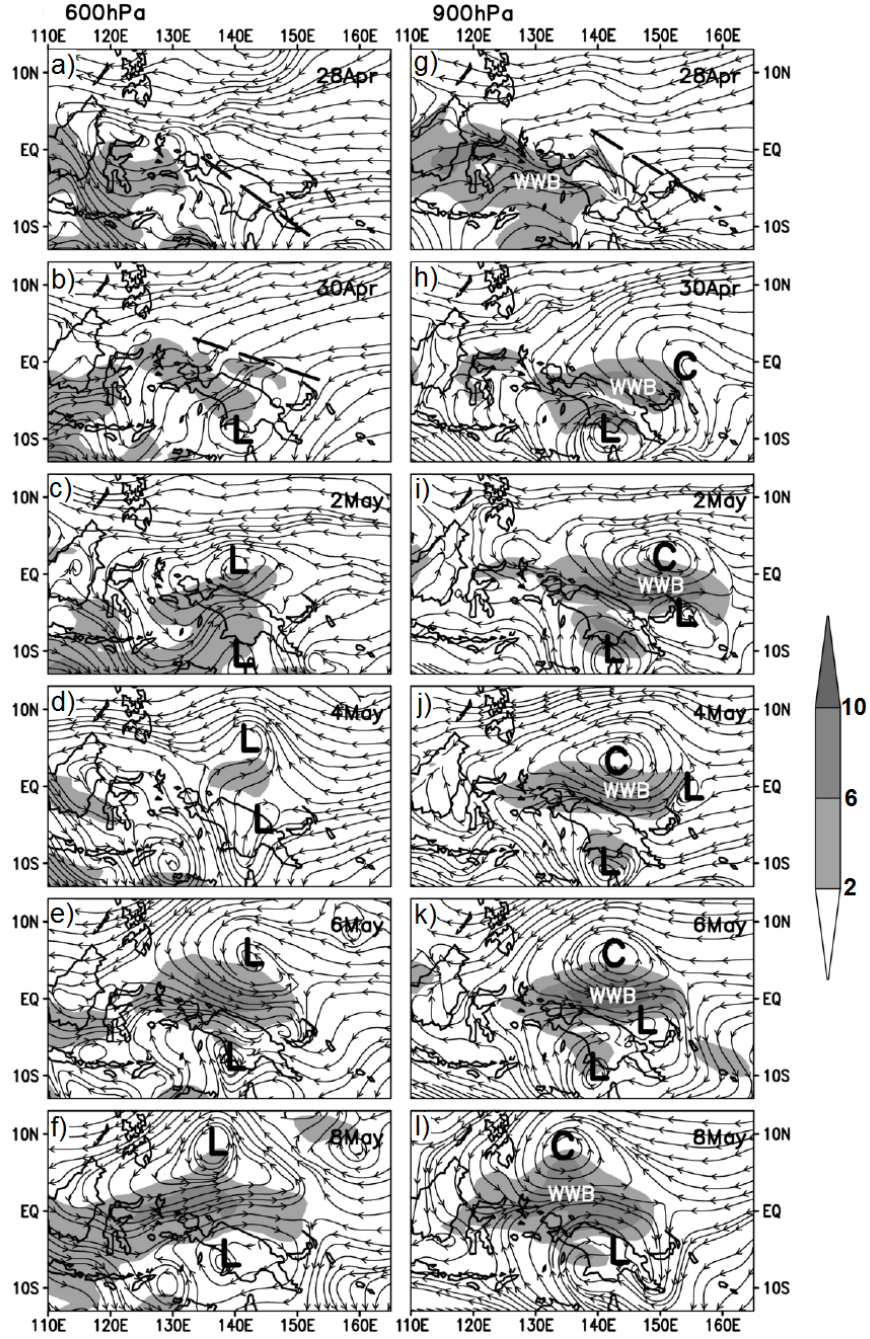 600hPa 900hPa
110E 120E 130E 140E 150E 160E 110E 120E 130E 140E 150E 160E
a) 28Apr g) 28Apr
10N 10N
EQ EQ
WWB
10S 10S
b) 30Apr h) 30Apr
10N 10N
EQ C EQ
WWB
10S L L 10S
c) 2May i) 2May
10N 10N
L C
EQ EQ
WWB
L
10S L L 10S
d) 4May j) 4May
10N 10N
L C
EQ WWB L EQ
L
10S L 10S
10
6
2
e) 6May k) 6May
10N 10N
L C
EQ WWB EQ
L
10S L L 10S
f) 8May l) 8May
10N L C 10N
WWB
EQ EQ
L L
10S 10S
110E 120E 130E 140E 150E 160E 110E 120E 130E 140E 150E 160E